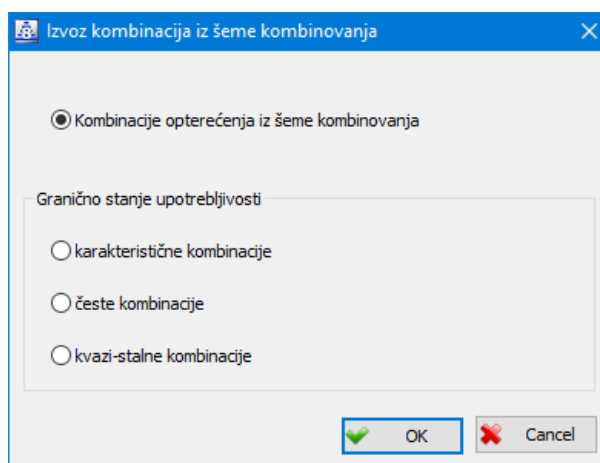 Izvoz kombinacija iz šeme kombinovanja
Kombinacije opterećenja iz šeme kombinovanja
Granično stanje upotrebljivosti
karakteristične kombinacije
česte kombinacije
kvazi-stalne kombinacije
OK
Cancel